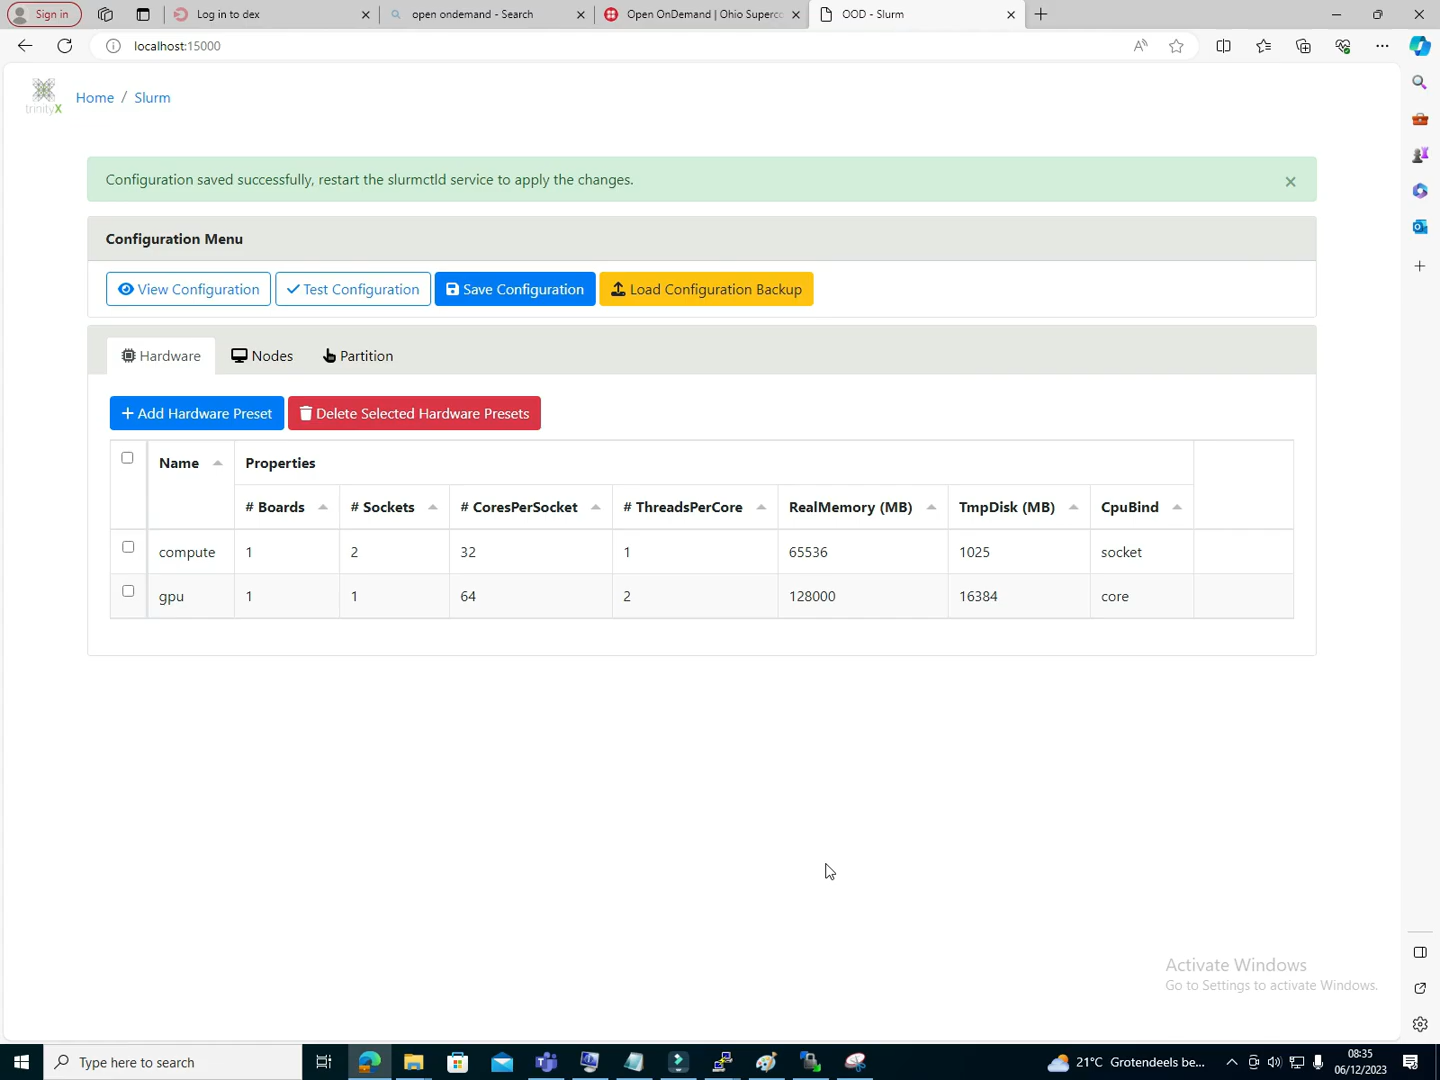 Sign in
Log in to dex
open ondemand - Search
Open OnDemand | Ohio Superc
OOD - Slurm
localhost:15000
trinityX
Home / Slurm
Configuration saved successfully, restart the slurmctld service to apply the changes.
Configuration Menu
View Configuration
Test Configuration
Save Configuration
Load Configuration Backup
Hardware
Nodes
Partition
+ Add Hardware Preset
Delete Selected Hardware Presets
Name
Properties
# Boards
# Sockets
# CoresPerSocket
# ThreadsPerCore
RealMemory (MB)
TmpDisk (MB)
CpuBind
compute 1 2 32 1 65536 1025 socket
gpu 1 1 64 2 128000 16384 core
Activate Windows
Go to Settings to activate Windows.
Type here to search
21°C Grotendeels be...
08:35
06/12/2023